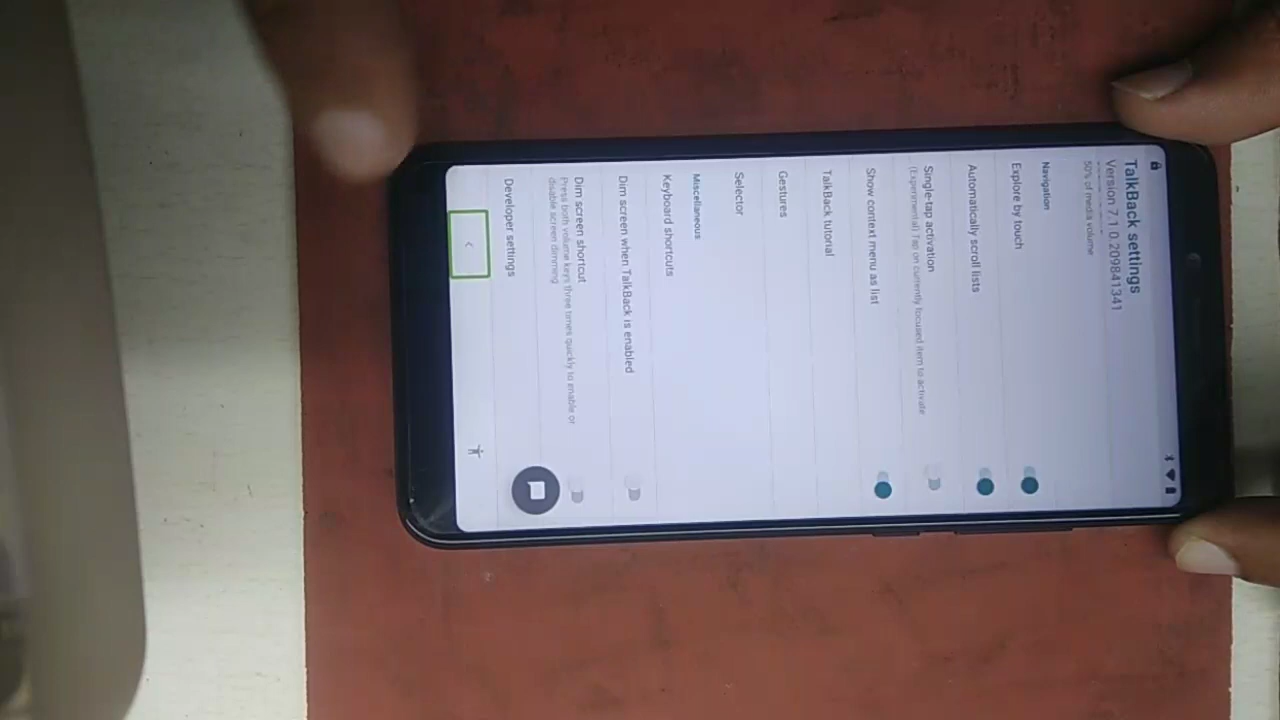 TalkBack settings
Version 7.1.0.209841341
50% of media volume
Navigation
Explore by touch
Automatically scroll lists
Single-tap activation
(Experimental) Tap on currently focused item to activate
Show context menu as list
TalkBack tutorial
Gestures
Selector
Miscellaneous
Keyboard shortcuts
Dim screen when TalkBack is enabled
Dim screen shortcut
Press both volume keys three times quickly to enable or
disable screen dimming
Developer settings